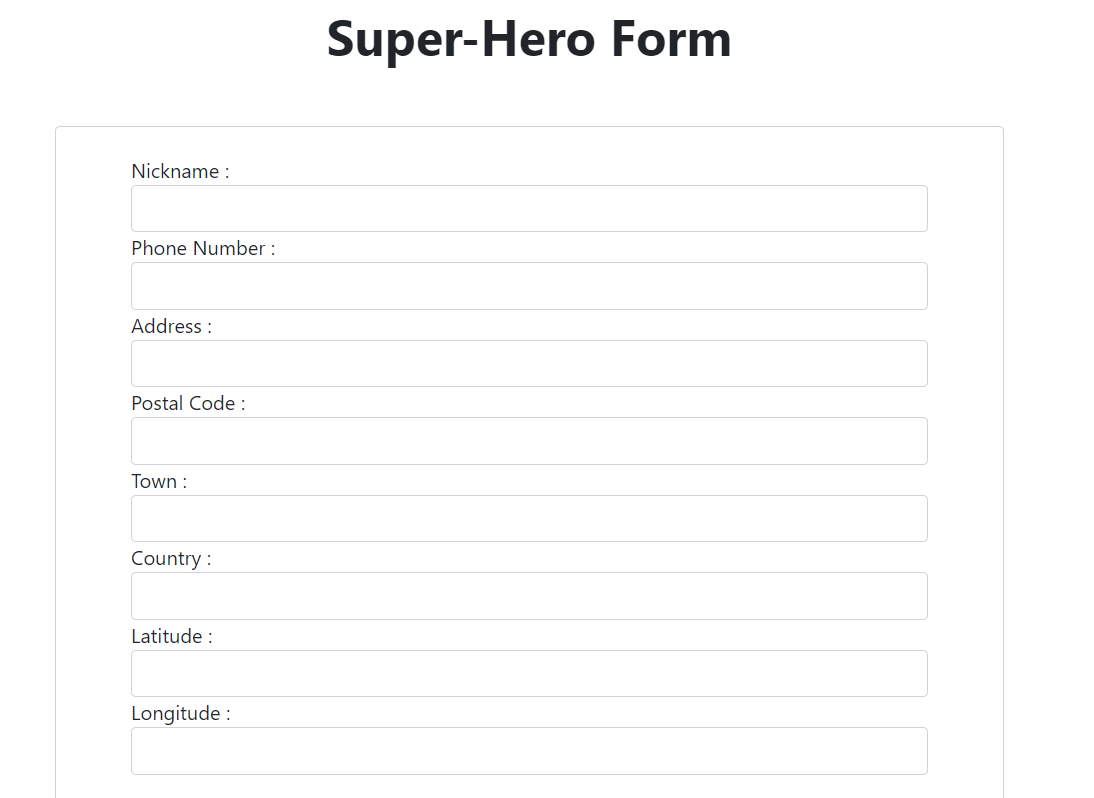 Super-Hero Form
Nickname :
Phone Number :
Address :
Postal Code :
Town :
Country :
Latitude :
Longitude :